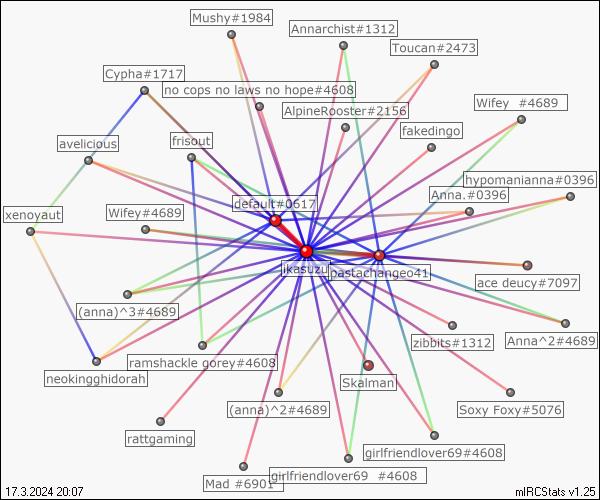 Mushy#1984
Annarchist#1312
Toucan#2473
Cypha#1717
no cops no laws no hope#4608
AlpineRooster#2156
Wifey #4689
fakedingo
avelicious
frisout
hypomanianna#0396
Anna.#0396
default#0617
xenovaut
Wifey#4689
ikasuzu
pastachange041
ace deucy#7097
(anna)^3#4689
zibbits#1312
Anna^2#4689
ramshackle gorey#4608
neokingghidorah
Skalman
(anna)^2#4689
Soxy Foxy#5076
rattgaming
girlfriendlover69#4608
girlfriendlover69 #4608
Mad #6901
17.3.2024 20:07
mIRCStats v1.25